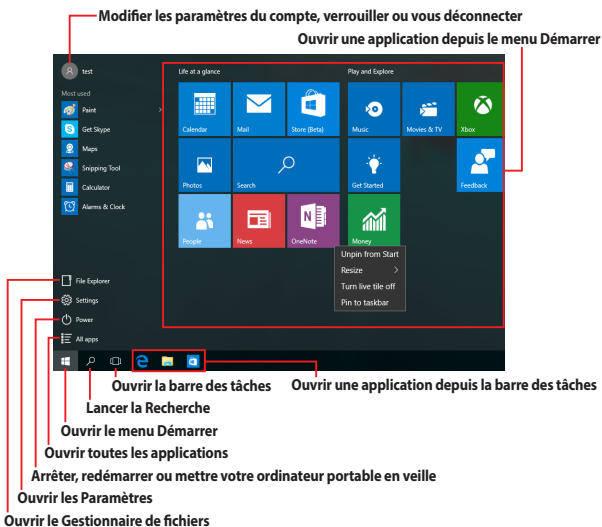 Modifier les paramètres du compte, verrouiller ou vous déconnecter
Ouvrir une application depuis le menu Démarrer
test
Life at a glance
Play and Explore
Most used
Paint
Get Skype
Maps
Snipping Tool
Calculator
Alarms & Clock
Calendar
Mail
Store (Beta)
Music
Movies & TV
Xbox
Photos
Search
Get Started
Feedback
People
News
OneNote
Money
Unpin from Start
Resize
Turn live tile off
Pin to taskbar
File Explorer
Settings
Power
All apps
Ouvrir la barre des tâches
Ouvrir une application depuis la barre des tâches
Lancer la Recherche
Ouvrir le menu Démarrer
Ouvrir toutes les applications
Arrêter, redémarrer ou mettre votre ordinateur portable en veille
Ouvrir les Paramètres
Ouvrir le Gestionnaire de fichiers